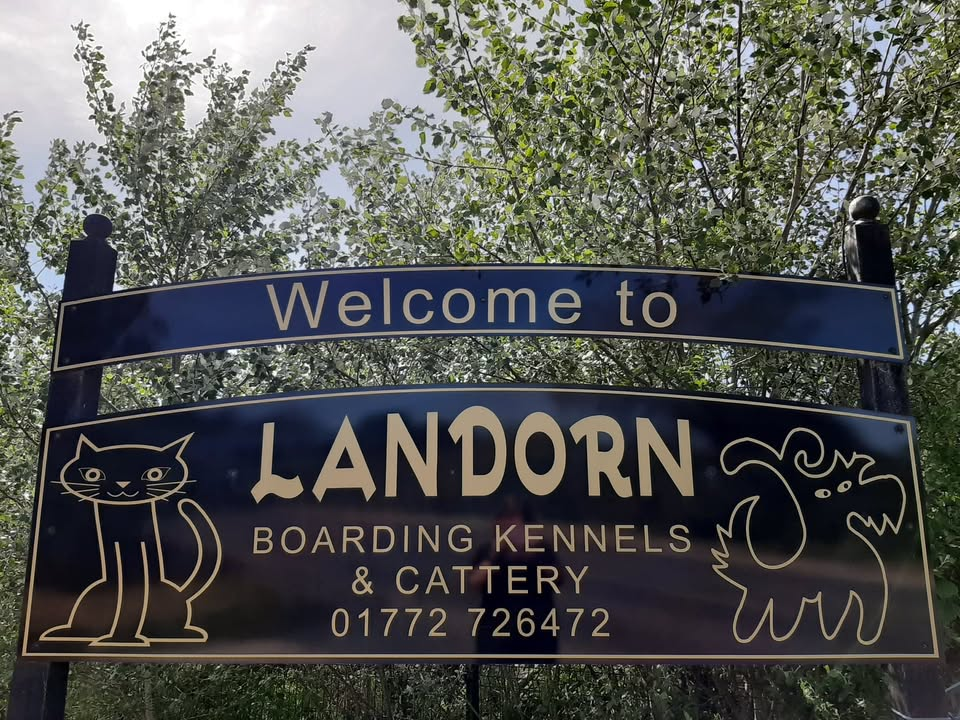 Welcome to
LANDORN
BOARDING KENNELS
& CATTERY
01772 726472